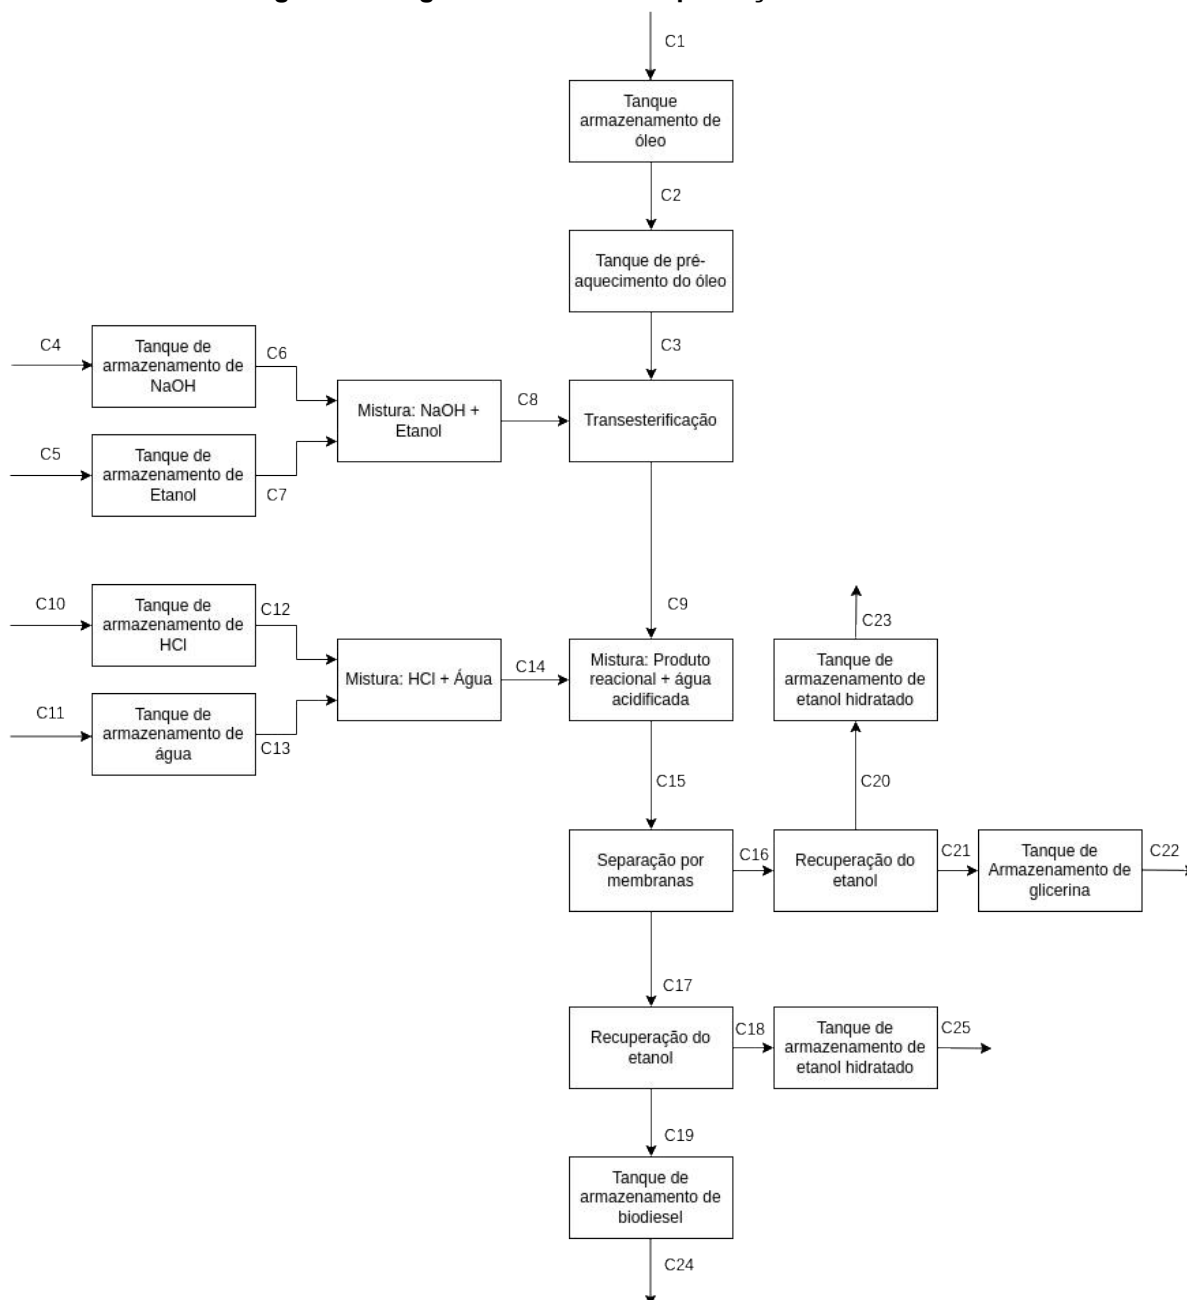 C1
Tanque
armazenamento de
óleo
C2
Tanque de pré-
aquecimento do óleo
C3
C4
Tanque de
armazenamento de
NaOH
C6
C5
Tanque de
armazenamento de
Etanol
C7
Mistura: NaOH +
Etanol
C8
Transesterificação
C9
C10
Tanque de
armazenamento de
HCl
C12
C11
Tanque de
armazenamento de
água
C13
Mistura: HCl + Água
C14
Mistura: Produto
reacional + água
acidificada
C23
Tanque de
armazenamento de
etanol hidratado
C15
C20
Separação por
membranas
C16
Recuperação do
etanol
C21
Tanque de
Armazenamento de
glicerina
C22
C17
Recuperação do
etanol
C18
Tanque de
armazenamento de
etanol hidratado
C25
C19
Tanque de
armazenamento de
biodiesel
C24